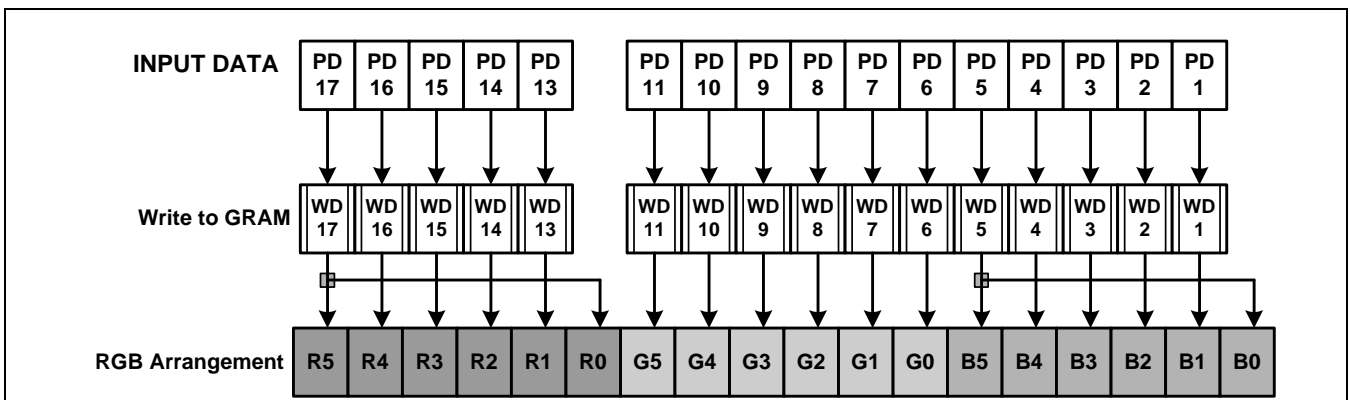 INPUT DATA PD 17 PD 16 PD 15 PD 14 PD 13 PD 11 PD 10 PD 9 PD 8 PD 7 PD 6 PD 5 PD 4 PD 3 PD 2 PD 1
Write to GRAM WD 17 WD 16 WD 15 WD 14 WD 13 WD 11 WD 10 WD 9 WD 8 WD 7 WD 6 WD 5 WD 4 WD 3 WD 2 WD 1
RGB Arrangement R5 R4 R3 R2 R1 R0 G5 G4 G3 G2 G1 G0 B5 B4 B3 B2 B1 B0